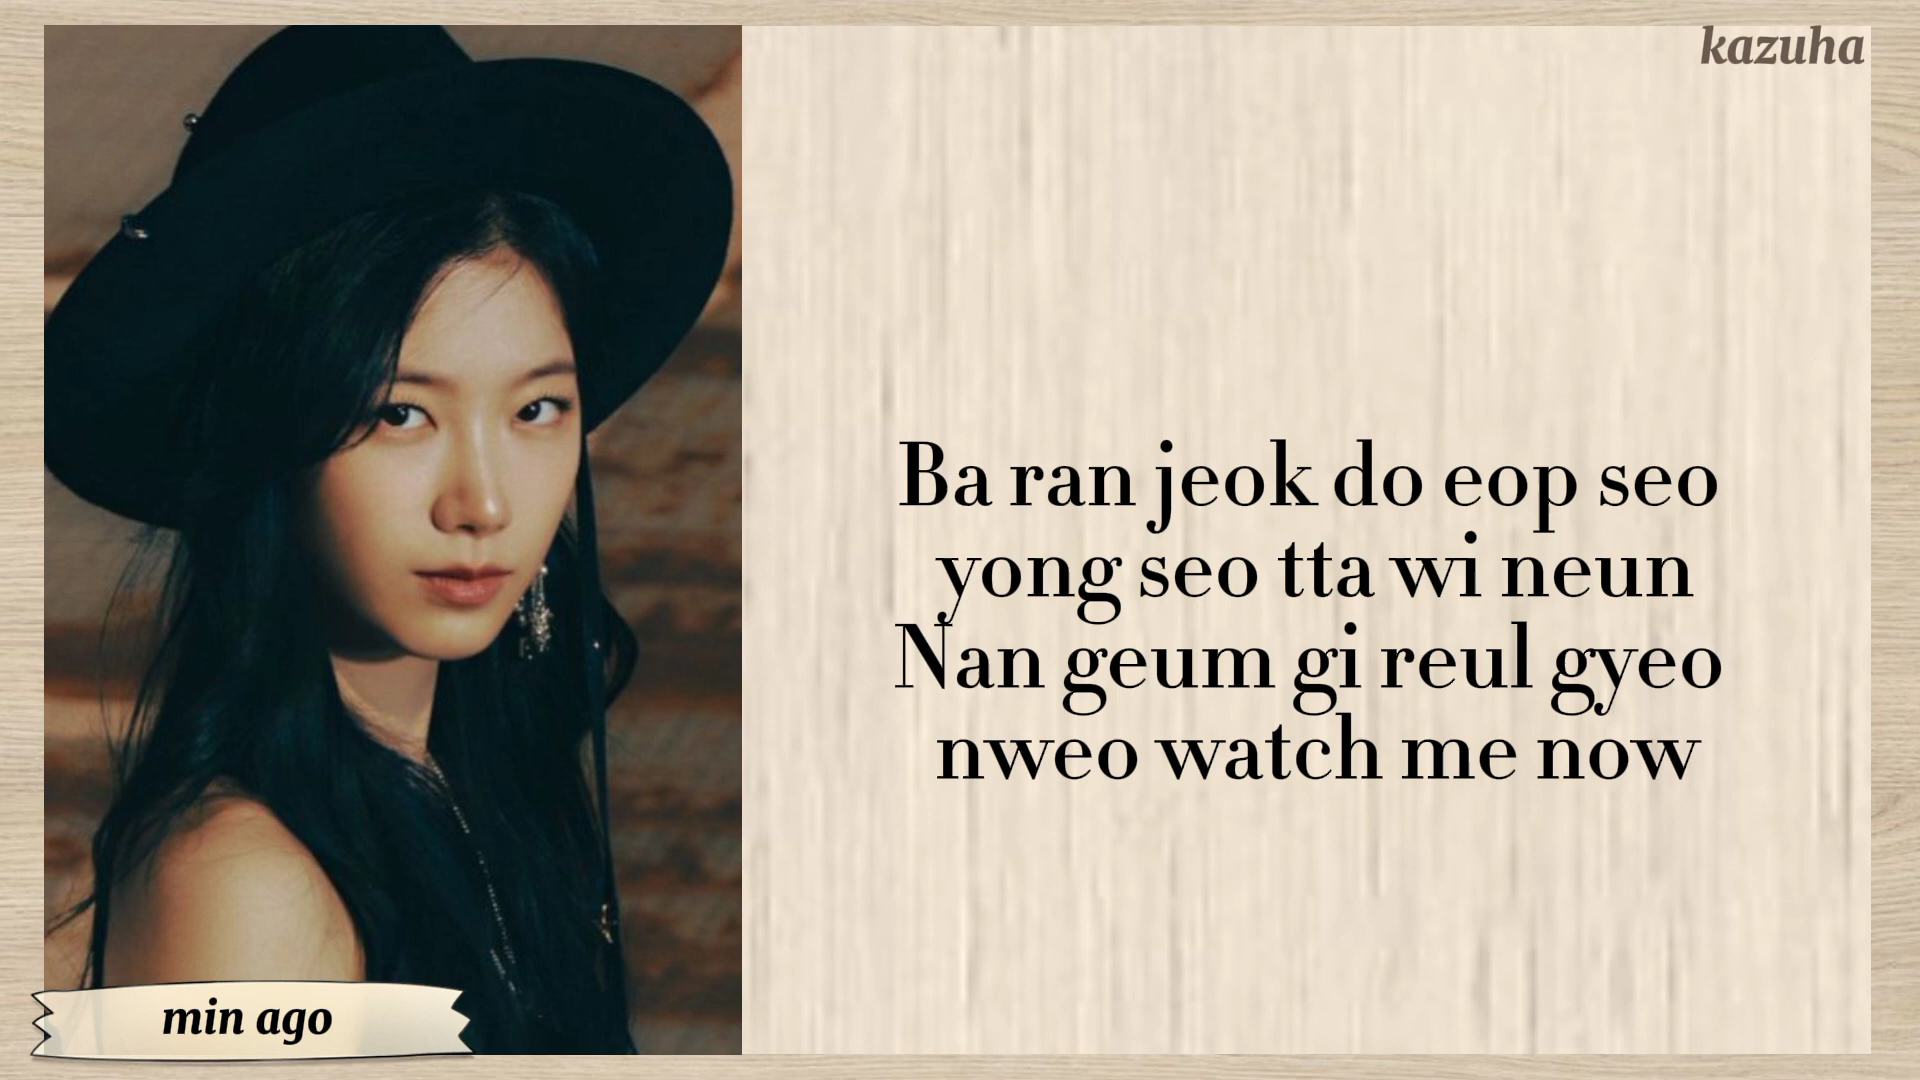 kazuha
Ba ran jeok do eop seo
yong seo tta wi neun
Nan geum gi reul gyeo
nweo watch me now
min ago